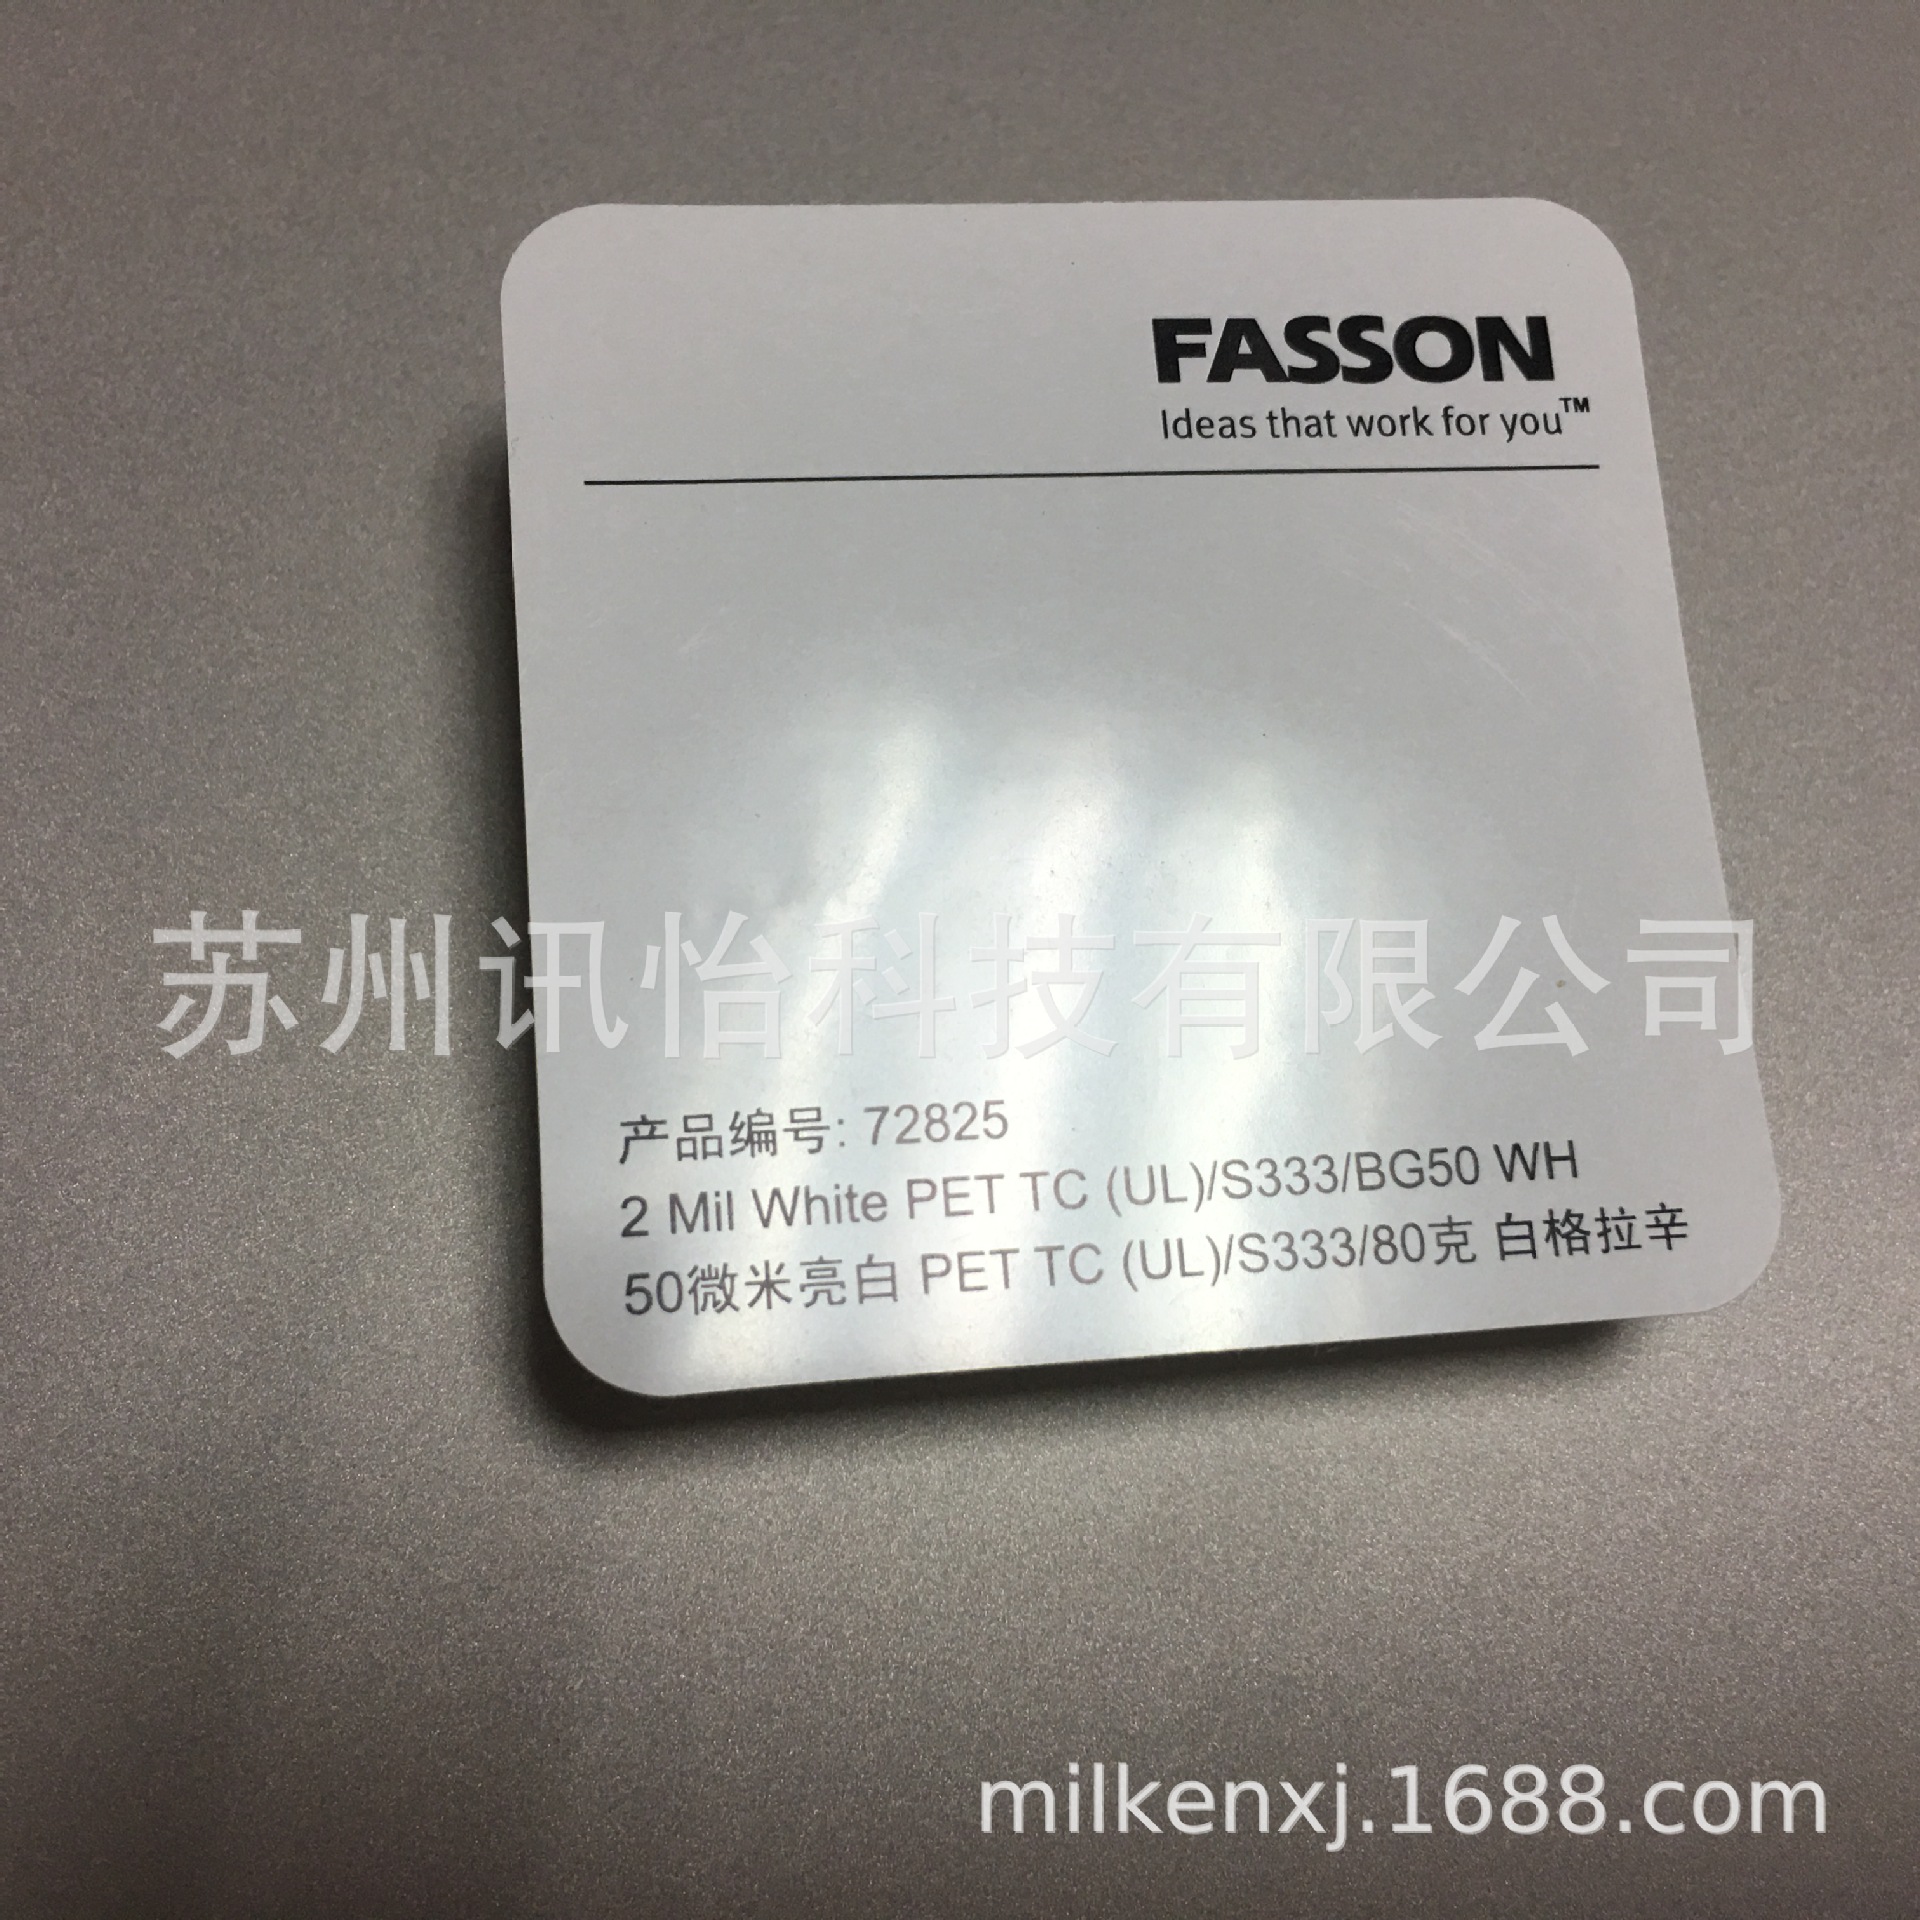 FASSON
Ideas that work for you™
苏州讯怡科技有限公司
产品编号: 72825
2 Mil White PET TC (UL)/S333/BG50 WH
50微米亮白 PET TC (UL)/S333/80克 白格拉辛
milkenxj.1688.com